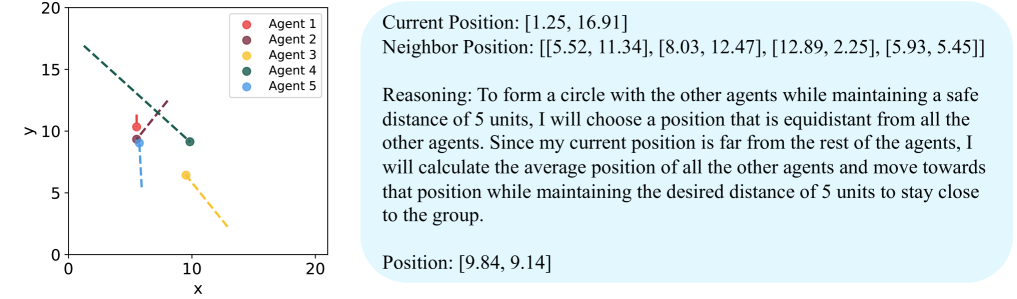 20
15
10
5
0
y
0
10
20
x
Agent 1
Agent 2
Agent 3
Agent 4
Agent 5
Current Position: [1.25, 16.91]
Neighbor Position: [[5.52, 11.34], [8.03, 12.47], [12.89, 2.25], [5.93, 5.45]]
Reasoning: To form a circle with the other agents while maintaining a safe
distance of 5 units, I will choose a position that is equidistant from all the
other agents. Since my current position is far from the rest of the agents, I
will calculate the average position of all the other agents and move towards
that position while maintaining the desired distance of 5 units to stay close
to the group.
Position: [9.84, 9.14]